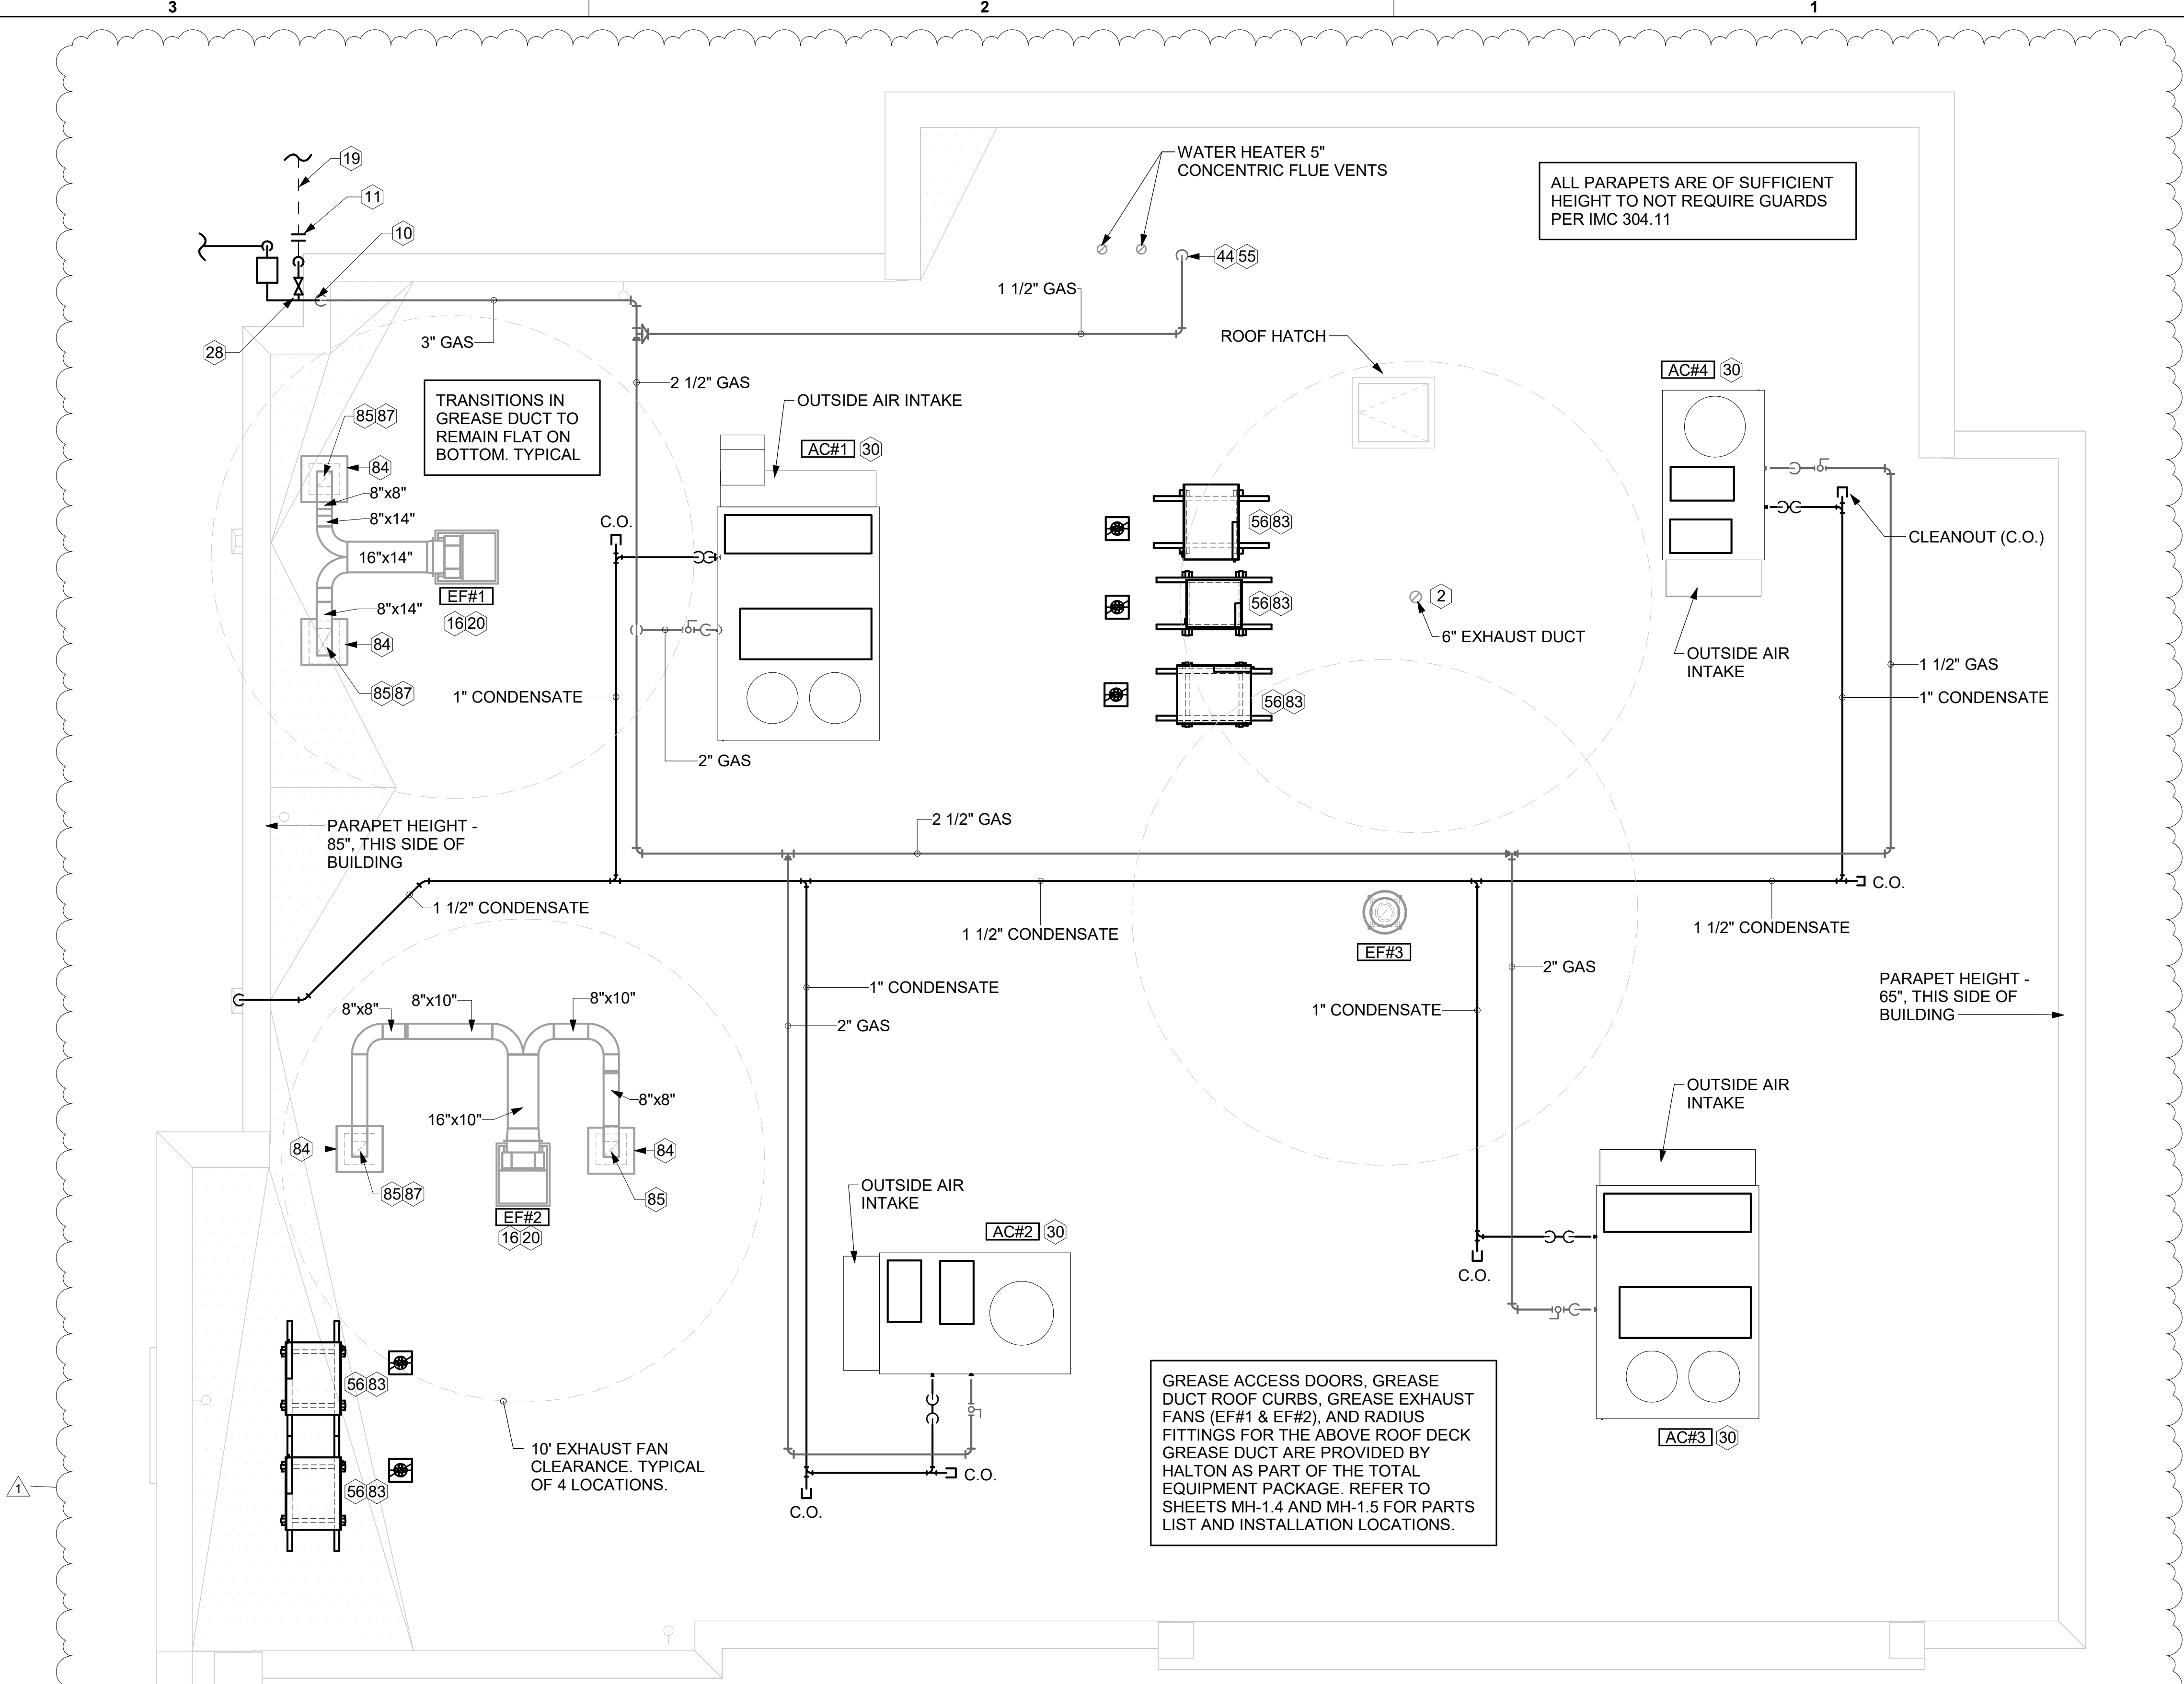 3
2
1
19
11
10
28
WATER HEATER 5"
CONCENTRIC FLUE VENTS
44 55
ALL PARAPETS ARE OF SUFFICIENT
HEIGHT TO NOT REQUIRE GUARDS
PER IMC 304.11
1 1/2" GAS
3" GAS
ROOF HATCH
2 1/2" GAS
TRANSITIONS IN
GREASE DUCT TO
REMAIN FLAT ON
BOTTOM. TYPICAL
OUTSIDE AIR INTAKE
AC#1 30
AC#4 30
85 87
84
8"x8"
8"x14"
16"x14"
EF#1
16 20
8"x14"
84
85 87
C.O.
56 83
56 83
56 83
CLEANOUT (C.O.)
2
6" EXHAUST DUCT
OUTSIDE AIR
INTAKE
1 1/2" GAS
1" CONDENSATE
1" CONDENSATE
2" GAS
PARAPET HEIGHT -
85", THIS SIDE OF
BUILDING
2 1/2" GAS
C.O.
1 1/2" CONDENSATE
1 1/2" CONDENSATE
1 1/2" CONDENSATE
EF#3
2" GAS
PARAPET HEIGHT -
65", THIS SIDE OF
BUILDING
1" CONDENSATE
1" CONDENSATE
2" GAS
8"x8"
8"x10"
8"x10"
16"x10"
8"x8"
84
84
85 87
85
EF#2
16 20
OUTSIDE AIR
INTAKE
OUTSIDE AIR
INTAKE
AC#2 30
C.O.
56 83
56 83
10' EXHAUST FAN
CLEARANCE. TYPICAL
OF 4 LOCATIONS.
C.O.
C.O.
GREASE ACCESS DOORS, GREASE
DUCT ROOF CURBS, GREASE EXHAUST
FANS (EF#1 & EF#2), AND RADIUS
FITTINGS FOR THE ABOVE ROOF DECK
GREASE DUCT ARE PROVIDED BY
HALTON AS PART OF THE TOTAL
EQUIPMENT PACKAGE. REFER TO
SHEETS MH-1.4 AND MH-1.5 FOR PARTS
LIST AND INSTALLATION LOCATIONS.
AC#3 30
1